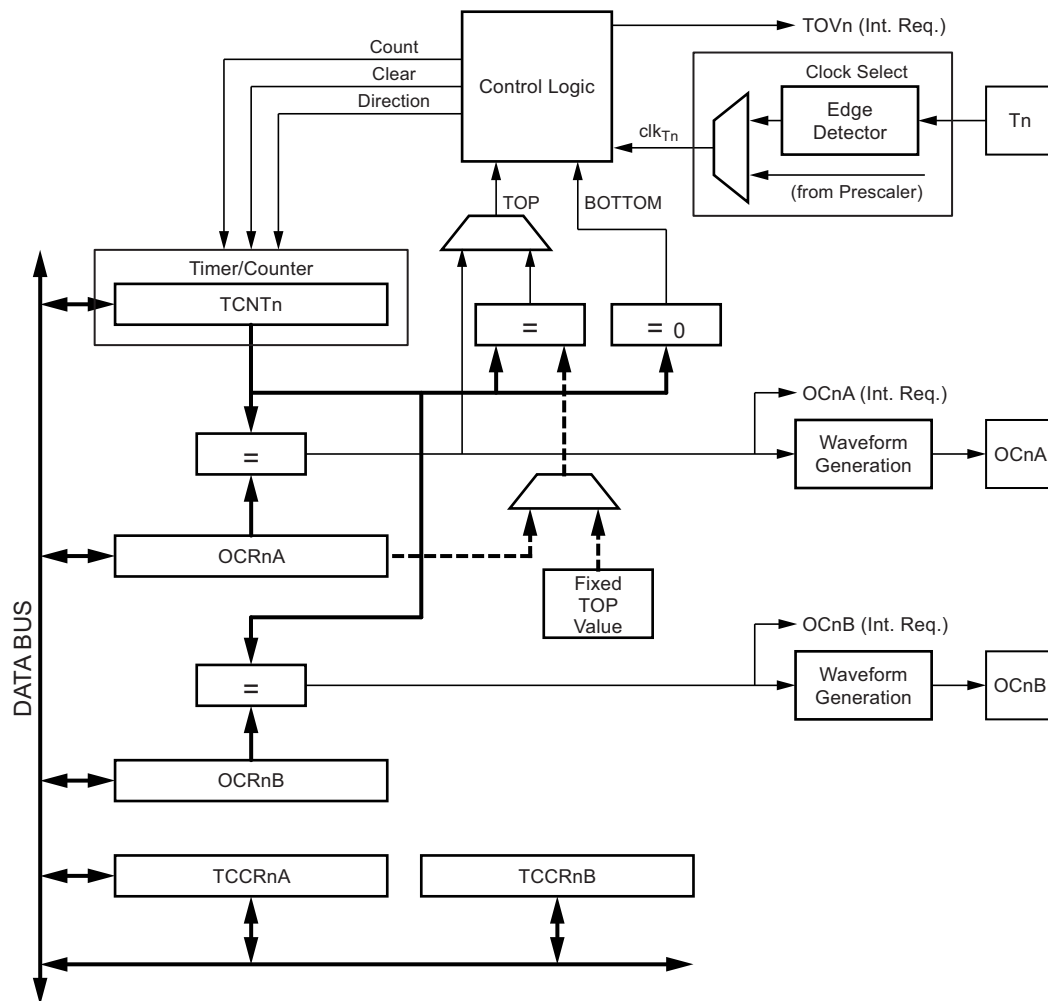 TOVn (Int. Req.)
Count
Clear
Direction
Control Logic
Clock Select
Edge
Detector
Tn
clkTn
(from Prescaler)
TOP
BOTTOM
Timer/Counter
TCNTn
=
= 0
OCnA (Int. Req.)
=
Waveform
Generation
OCnA
OCRnA
Fixed
TOP
Value
OCnB (Int. Req.)
=
Waveform
Generation
OCnB
DATA BUS
OCRnB
TCCRnA
TCCRnB